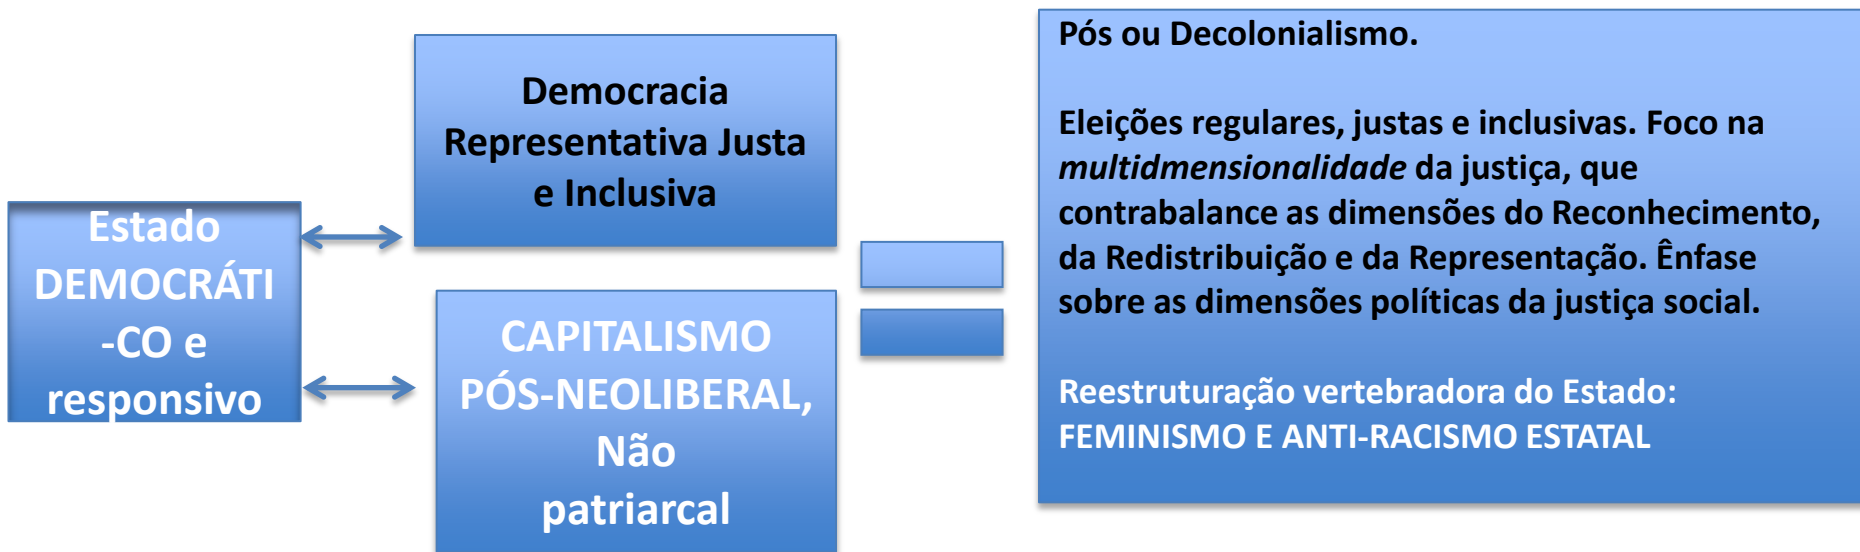 Estado
DEMOCRÁTI
-CO e
responsivo
Democracia
Representativa Justa
e Inclusiva
CAPITALISMO
PÓS-NEOLIBERAL,
Não
patriarcal
Pós ou Decolonialismo.
Eleições regulares, justas e inclusivas. Foco na
multidmensionalidade da justiça, que
contrabalance as dimensões do Reconhecimento,
da Redistribuição e da Representação. Ênfase
sobre as dimensões políticas da justiça social.
Reestruturação vertebradora do Estado:
FEMINISMO E ANTI-RACISMO ESTATAL